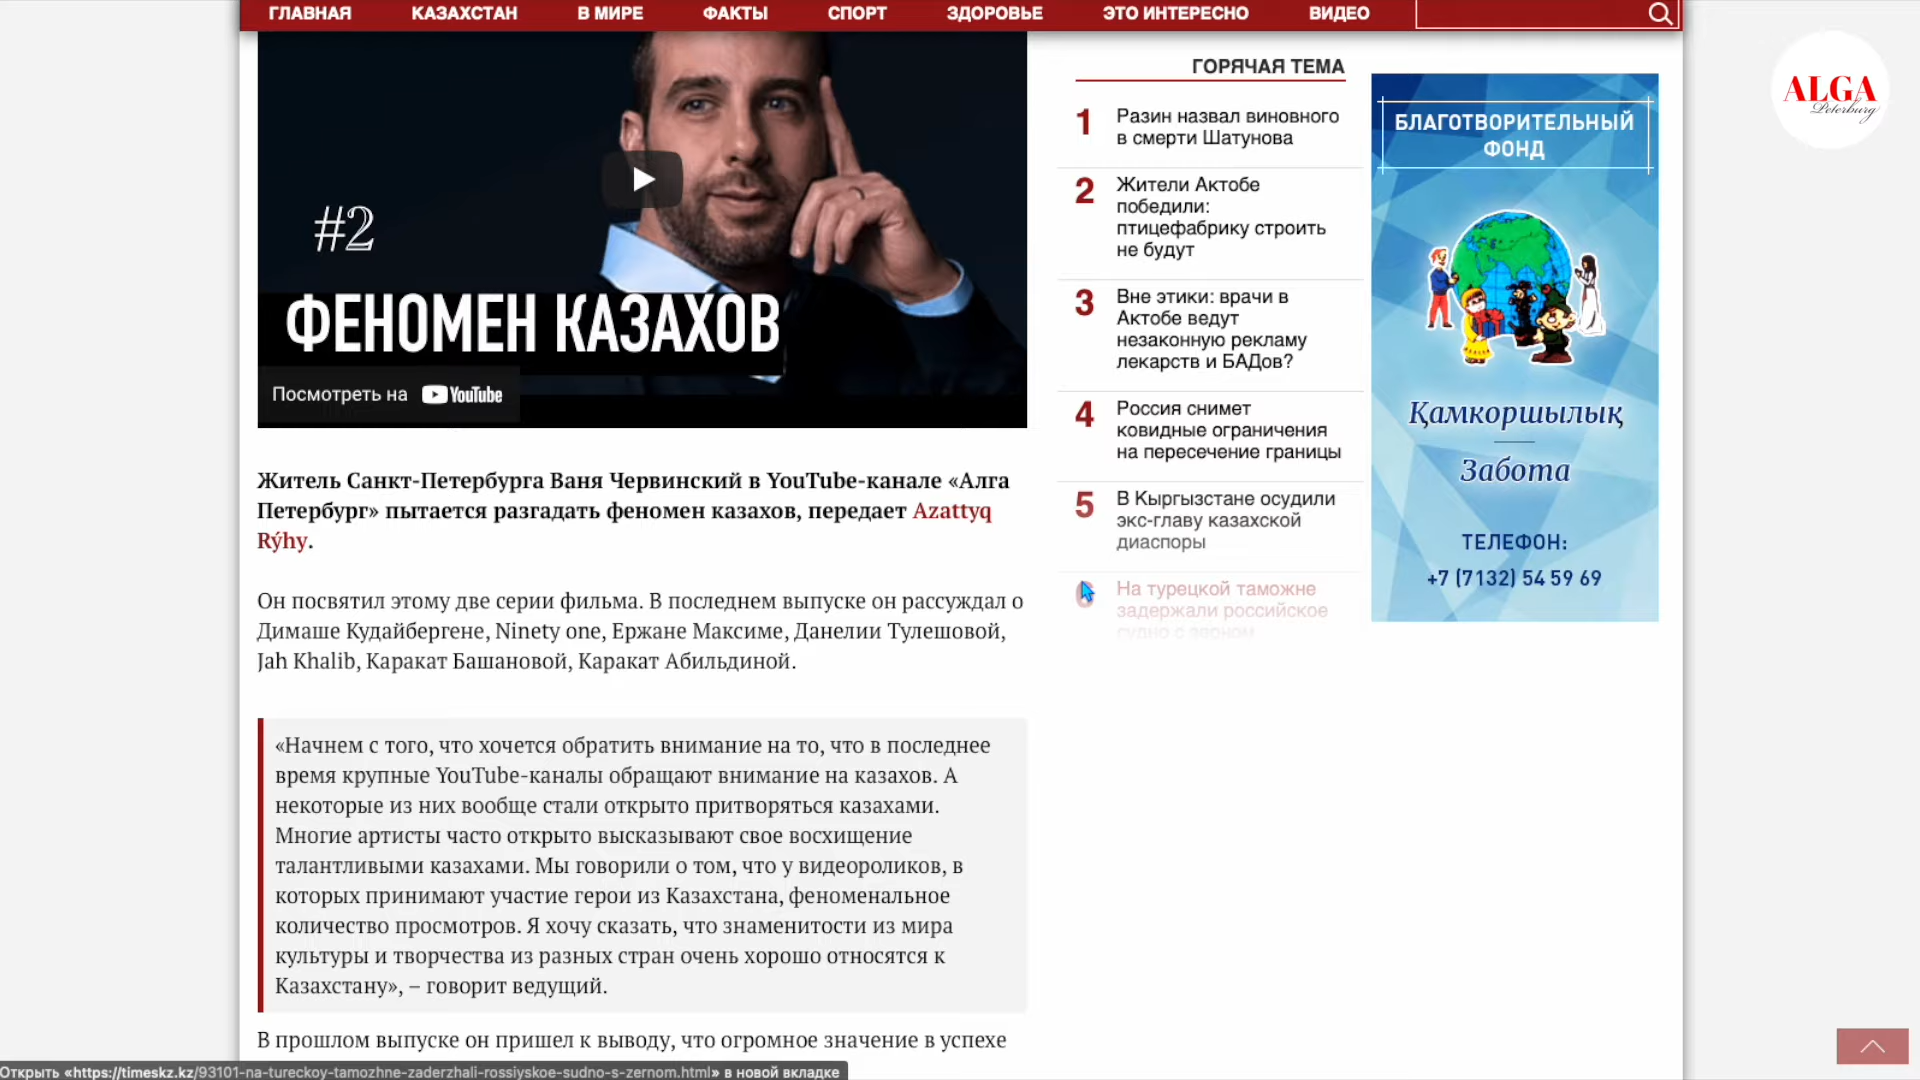 ГЛАВНАЯ КАЗАХСТАН В МИРЕ ФАКТЫ СПОРТ ЗДОРОВЬЕ ЭТО ИНТЕРЕСНО ВИДЕО
ALGA
Peterburg
#2
ФЕНОМЕН КАЗАХОВ
Посмотреть на YouTube
Житель Санкт-Петербурга Ваня Червинский в YouTube-канале «Алга
Петербург» пытается разгадать феномен казахов, передает Azattyq
Rýhy.
Он посвятил этому две серии фильма. В последнем выпуске он рассуждал о
Димаше Кудайбергене, Ninety one, Ержане Максиме, Данелии Тулешовой,
Jah Khalib, Каракат Башановой, Каракат Абильдиной.
«Начнем с того, что хочется обратить внимание на то, что в последнее
время крупные YouTube-каналы обращают внимание на казахов. А
некоторые из них вообще стали открыто притворяться казахами.
Многие артисты часто открыто высказывают свое восхищение
талантливыми казахами. Мы говорили о том, что у видеороликов, в
которых принимают участие герои из Казахстана, феноменальное
количество просмотров. Я хочу сказать, что знаменитости из мира
культуры и творчества из разных стран очень хорошо относятся к
Казахстану», – говорит ведущий.
В прошлом выпуске он пришел к выводу, что огромное значение в успехе
ГОРЯЧАЯ ТЕМА
1 Разин назвал виновного
в смерти Шатунова
2 Жители Актобе
победили:
птицефабрику строить
не будут
3 Вне этики: врачи в
Актобе ведут
незаконную рекламу
лекарств и БАДов?
4 Россия снимет
ковидные ограничения
на пересечение границы
5 В Кыргызстане осудили
экс-главу казахской
диаспоры
На турецкой таможне
задержали российское
судно с зерном
БЛАГОТВОРИТЕЛЬНЫЙ
ФОНД
Қамкоршылық
Забота
ТЕЛЕФОН:
+7 (7132) 54 59 69
Открыть «https://timeskz.kz/93101-na-tureckoy-tamozhne-zaderzhali-rossiyskoe-sudno-s-zernom.html» в новой вкладке